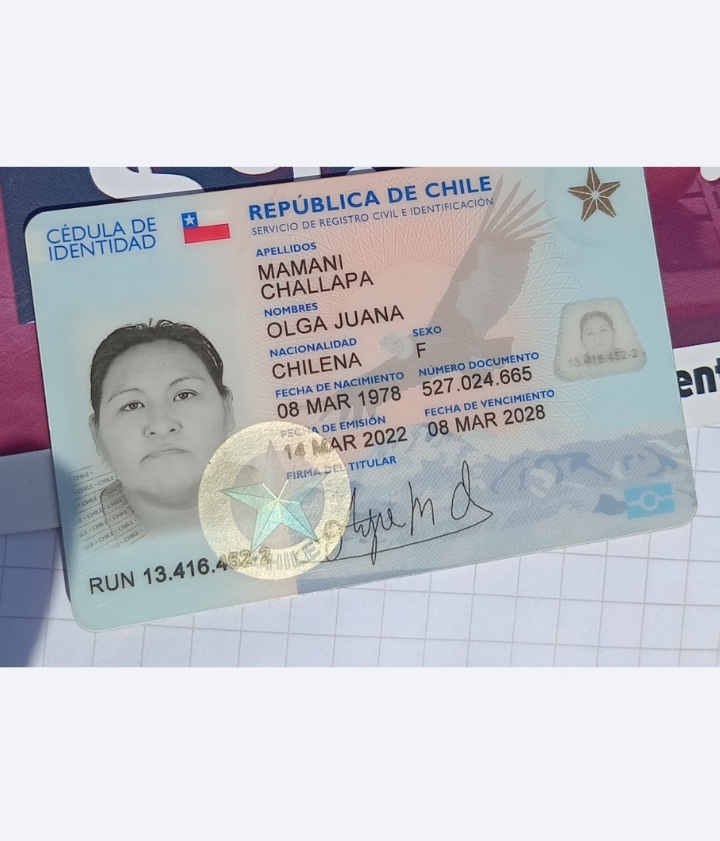 CÉDULA DE
IDENTIDAD
REPÚBLICA DE CHILE
SERVICIO DE REGISTRO CIVIL E IDENTIFICACIÓN
APELLIDOS
MAMANI
CHALLAPA
NOMBRES
OLGA JUANA
NACIONALIDAD
CHILENA
SEXO
F
FECHA DE NACIMIENTO
08 MAR 1978
NÚMERO DOCUMENTO
527.024.665
FECHA DE EMISIÓN
14 MAR 2022
FECHA DE VENCIMIENTO
08 MAR 2028
FIRMA DEL TITULAR
RUN 13.416.452-2
13.416.452-2
CHILE
ent